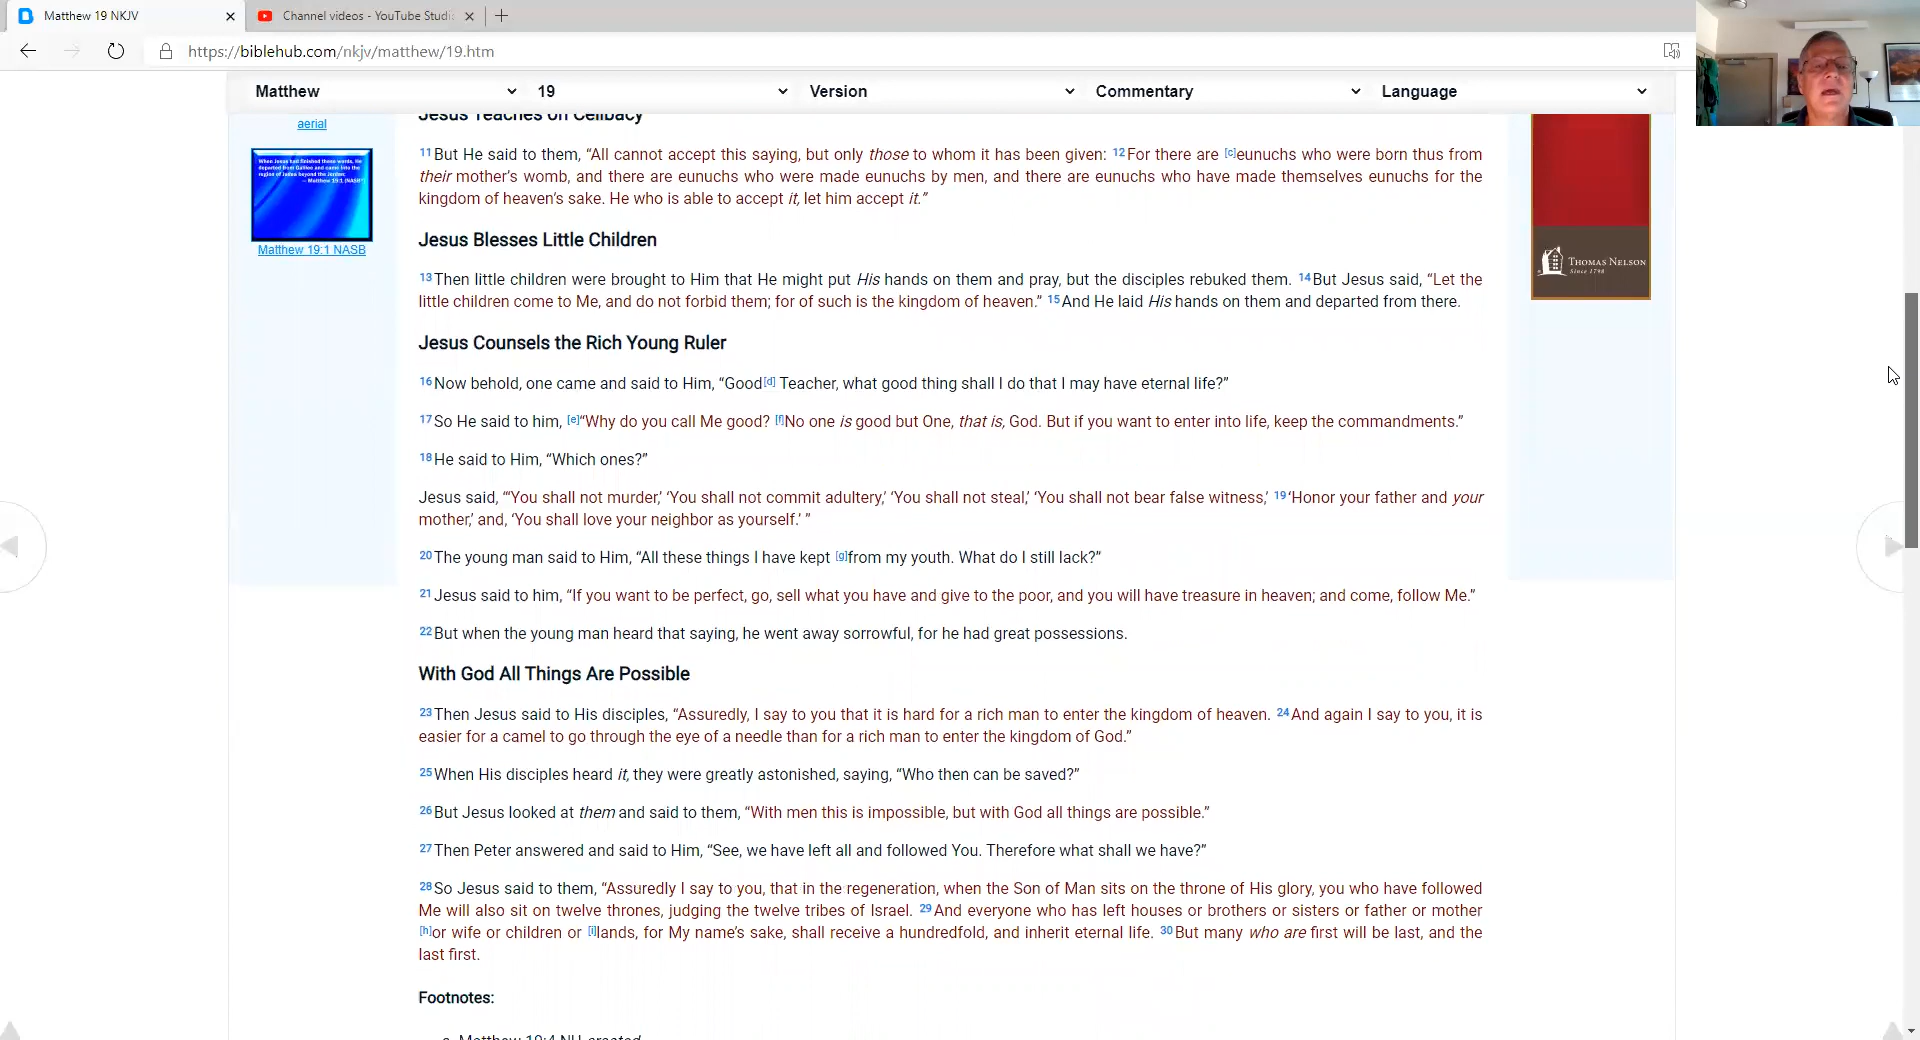 Matthew 19 NKJV
Channel videos - YouTube Studi
https://biblehub.com/nkjv/matthew/19.htm
Matthew 19 Version Commentary Language
aerial
When Jesus had finished these words, He
departed from Galilee and came into the
region of Judea beyond the Jordan;
— Matthew 19:1 (NASB)
Matthew 19:1 NASB
Jesus Teaches on Celibacy
11 But He said to them, “All cannot accept this saying, but only those to whom it has been given: 12 For there are [c]eunuchs who were born thus from
their mother’s womb, and there are eunuchs who were made eunuchs by men, and there are eunuchs who have made themselves eunuchs for the
kingdom of heaven’s sake. He who is able to accept it, let him accept it.”
Jesus Blesses Little Children
13 Then little children were brought to Him that He might put His hands on them and pray, but the disciples rebuked them. 14 But Jesus said, “Let the
little children come to Me, and do not forbid them; for of such is the kingdom of heaven.” 15 And He laid His hands on them and departed from there.
Jesus Counsels the Rich Young Ruler
16 Now behold, one came and said to Him, “Good[d] Teacher, what good thing shall I do that I may have eternal life?”
17 So He said to him, [e]“Why do you call Me good? [f]No one is good but One, that is, God. But if you want to enter into life, keep the commandments.”
18 He said to Him, “Which ones?”
Jesus said, “‘You shall not murder,’ ‘You shall not commit adultery,’ ‘You shall not steal,’ ‘You shall not bear false witness,’ 19 ‘Honor your father and your
mother,’ and, ‘You shall love your neighbor as yourself.’ ”
20 The young man said to Him, “All these things I have kept [g]from my youth. What do I still lack?”
21 Jesus said to him, “If you want to be perfect, go, sell what you have and give to the poor, and you will have treasure in heaven; and come, follow Me.”
22 But when the young man heard that saying, he went away sorrowful, for he had great possessions.
With God All Things Are Possible
23 Then Jesus said to His disciples, “Assuredly, I say to you that it is hard for a rich man to enter the kingdom of heaven. 24 And again I say to you, it is
easier for a camel to go through the eye of a needle than for a rich man to enter the kingdom of God.”
25 When His disciples heard it, they were greatly astonished, saying, “Who then can be saved?”
26 But Jesus looked at them and said to them, “With men this is impossible, but with God all things are possible.”
27 Then Peter answered and said to Him, “See, we have left all and followed You. Therefore what shall we have?”
28 So Jesus said to them, “Assuredly I say to you, that in the regeneration, when the Son of Man sits on the throne of His glory, you who have followed
Me will also sit on twelve thrones, judging the twelve tribes of Israel. 29 And everyone who has left houses or brothers or sisters or father or mother
[h]or wife or children or [i]lands, for My name’s sake, shall receive a hundredfold, and inherit eternal life. 30 But many who are first will be last, and the
last first.
Footnotes:
a. Matthew 19:4 NU created
THOMAS NELSON
Since 1798